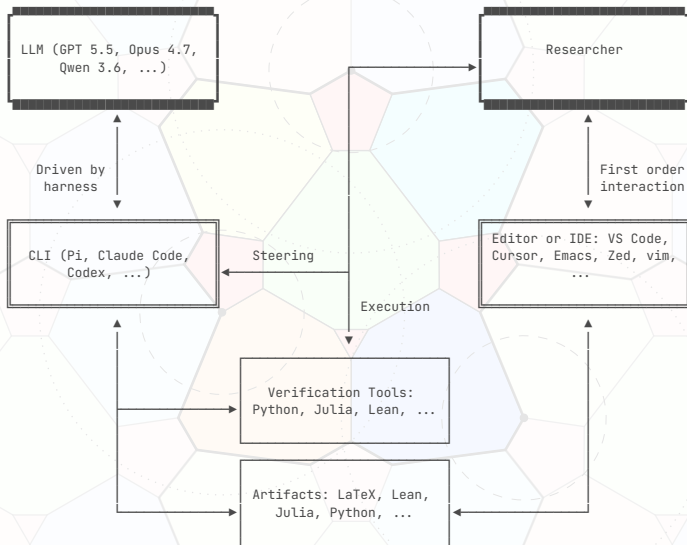 LLM (GPT 5.5, Opus 4.7,
Qwen 3.6, ...)
Researcher
Driven by
harness
First order
interaction
CLI (Pi, Claude Code,
Codex, ...)
Steering
Editor or IDE: VS Code,
Cursor, Emacs, Zed, vim,
...
Execution
Verification Tools:
Python, Julia, Lean, ...
Artifacts: LaTeX, Lean,
Julia, Python, ...